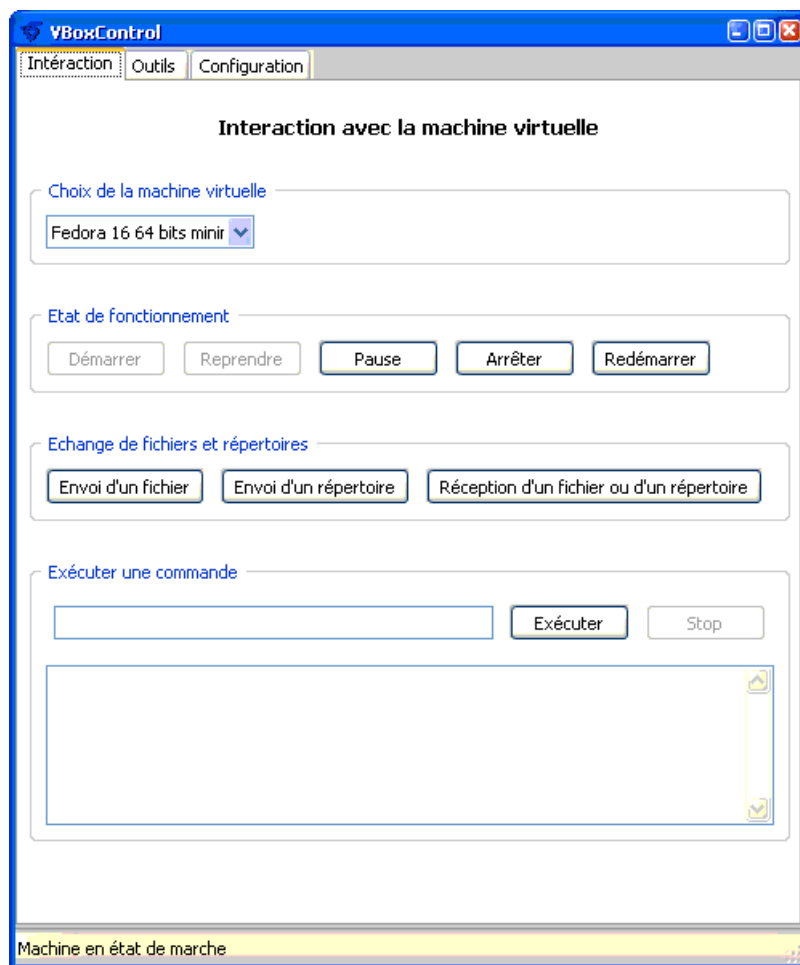 VBoxControl
Intéraction Outils Configuration
Interaction avec la machine virtuelle
Choix de la machine virtuelle
Fedora 16 64 bits minir
Etat de fonctionnement
Démarrer Reprendre Pause Arrêter Redémarrer
Echange de fichiers et répertoires
Envoi d'un fichier Envoi d'un répertoire Réception d'un fichier ou d'un répertoire
Exécuter une commande
Exécuter Stop
Machine en état de marche